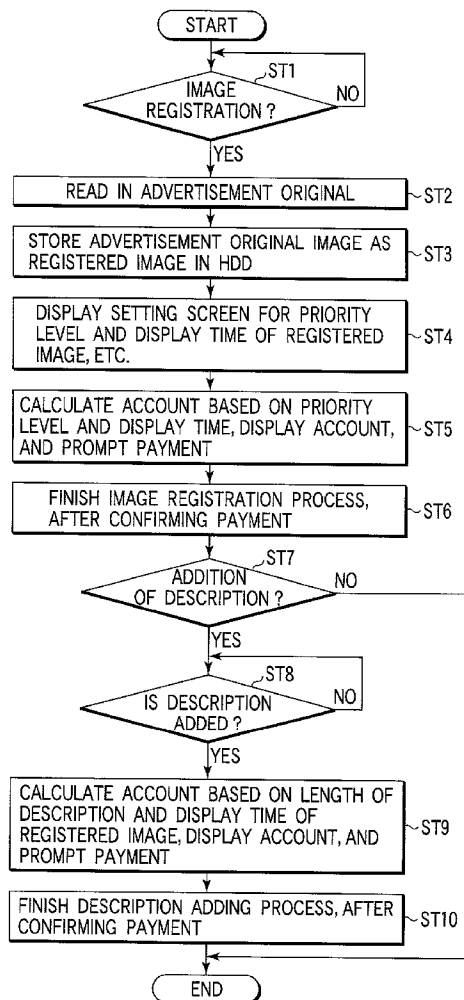 START
ST1
IMAGE
REGISTRATION ?
NO
YES
READ IN ADVERTISEMENT ORIGINAL
ST2
STORE ADVERTISEMENT ORIGINAL IMAGE AS
REGISTERED IMAGE IN HDD
ST3
DISPLAY SETTING SCREEN FOR PRIORITY
LEVEL AND DISPLAY TIME OF REGISTERED
IMAGE, ETC.
ST4
CALCULATE ACCOUNT BASED ON PRIORITY
LEVEL AND DISPLAY TIME, DISPLAY ACCOUNT,
AND PROMPT PAYMENT
ST5
FINISH IMAGE REGISTRATION PROCESS,
AFTER CONFIRMING PAYMENT
ST6
ST7
ADDITION
OF DESCRIPTION ?
NO
YES
ST8
IS DESCRIPTION
ADDED ?
NO
YES
CALCULATE ACCOUNT BASED ON LENGTH OF
DESCRIPTION AND DISPLAY TIME OF
REGISTERED IMAGE, DISPLAY ACCOUNT, AND
PROMPT PAYMENT
ST9
FINISH DESCRIPTION ADDING PROCESS, AFTER
CONFIRMING PAYMENT
ST10
END